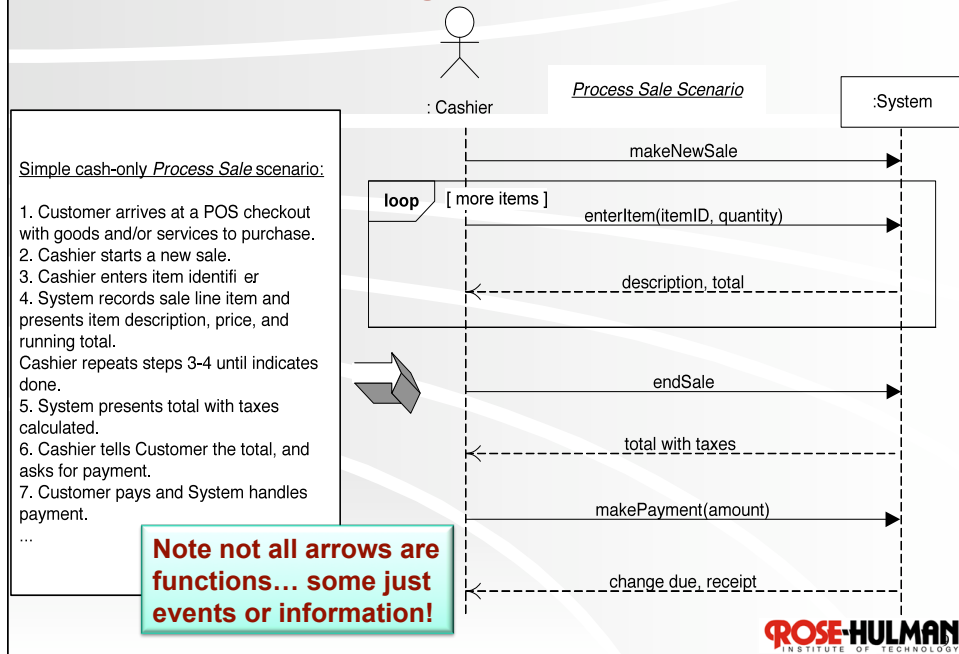 : Cashier
Process Sale Scenario
:System
Simple cash-only Process Sale scenario:
1. Customer arrives at a POS checkout
with goods and/or services to purchase.
2. Cashier starts a new sale.
3. Cashier enters item identifi er
4. System records sale line item and
presents item description, price, and
running total.
Cashier repeats steps 3-4 until indicates
done.
5. System presents total with taxes
calculated.
6. Cashier tells Customer the total, and
asks for payment.
7. Customer pays and System handles
payment.
...
makeNewSale
loop [ more items ]
enterItem(itemID, quantity)
description, total
endSale
total with taxes
makePayment(amount)
change due, receipt
Note not all arrows are
functions… some just
events or information!
ROSE-HULMAN
INSTITUTE OF TECHNOLOGY